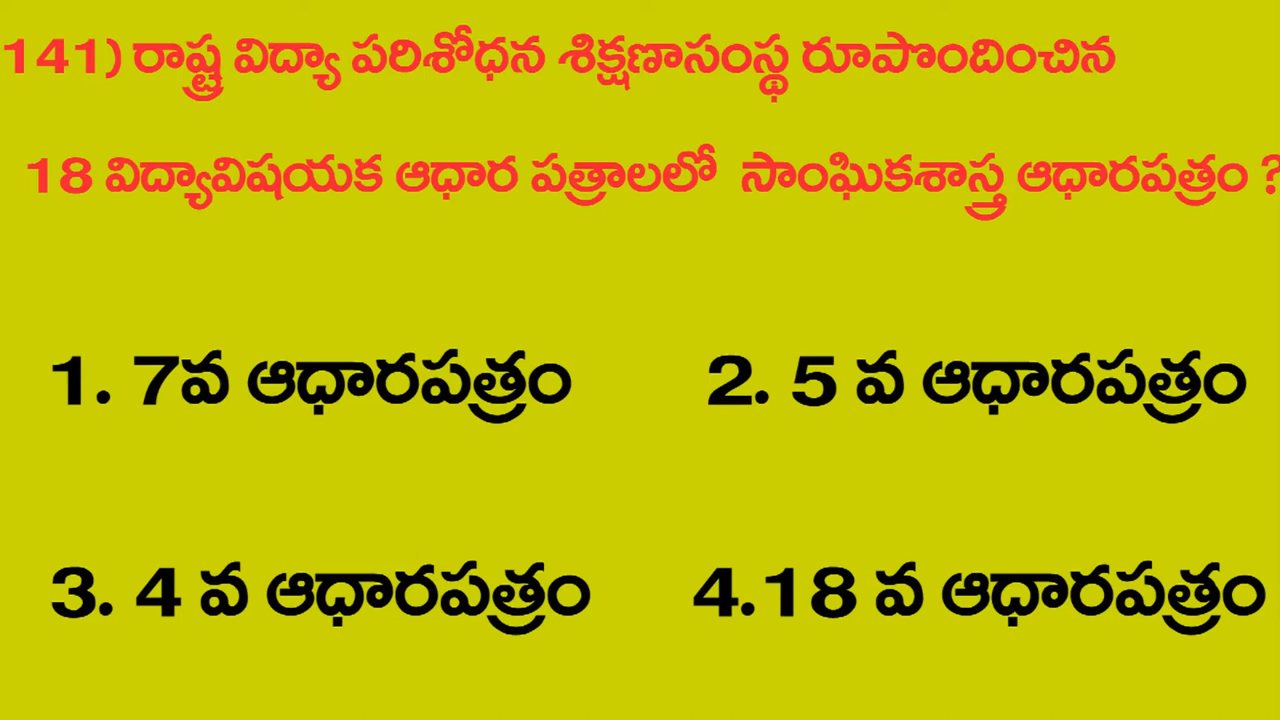 141) రాష్ట్ర విద్యా పరిశోధన శిక్షణాసంస్థ రూపొందించిన
18 విద్యావిషయక ఆధార పత్రాలలో సాంఘికశాస్త్ర ఆధారపత్రం ?
1. 7వ ఆధారపత్రం 2. 5 వ ఆధారపత్రం
3. 4 వ ఆధారపత్రం 4.18 వ ఆధారపత్రం